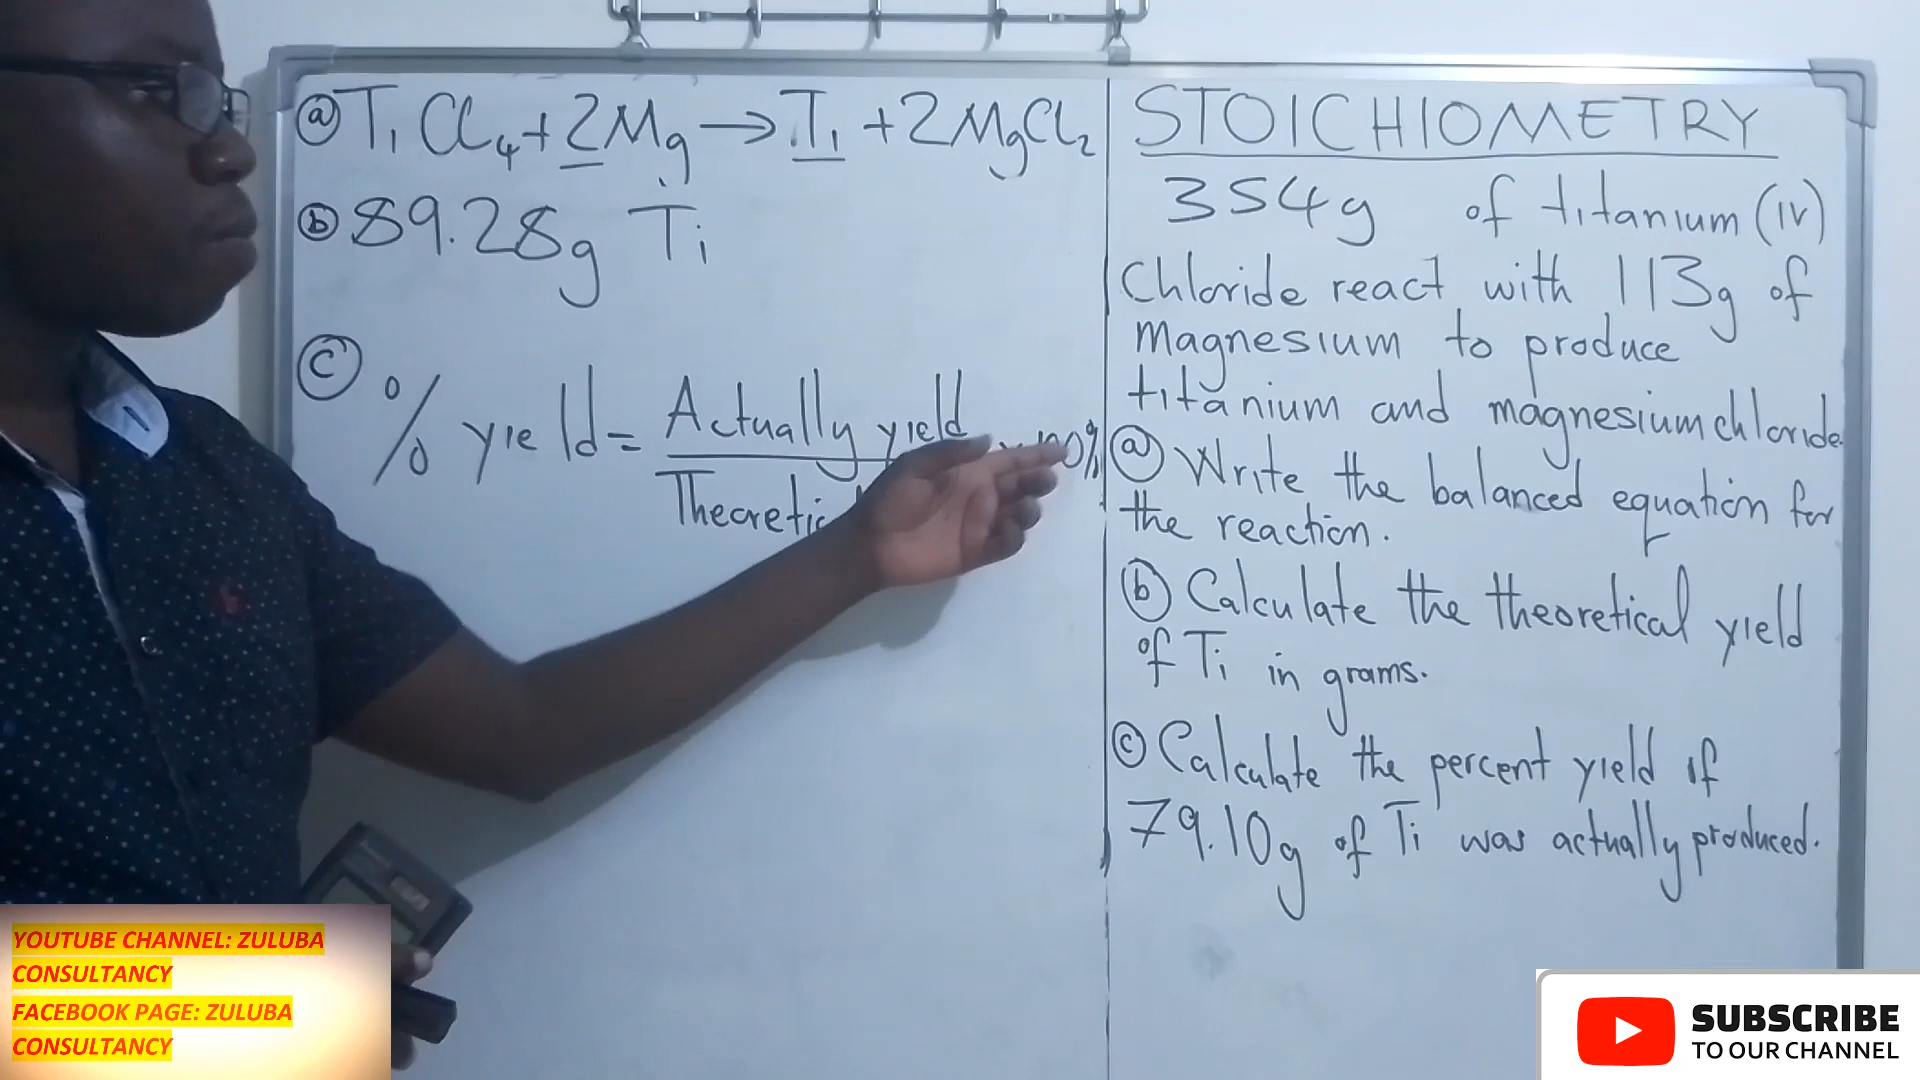 ⓐ TiCl₄ + 2Mg → Ti + 2MgCl₂
ⓑ 89.28g Ti
ⓒ
% yield = Actually yield
100%
STOICHIOMETRY
354g of titanium (IV)
Chloride react with 113g of
magnesium to produce
titanium and magnesium chloride.
ⓐ Write the balanced equation for
the reaction.
ⓑ Calculate the theoretical yield
of Ti in grams.
ⓒ Calculate the percent yield if
79.10g of Ti was actually produced.
YOUTUBE CHANNEL: ZULUBA
CONSULTANCY
FACEBOOK PAGE: ZULUBA
CONSULTANCY
SUBSCRIBE
TO OUR CHANNEL